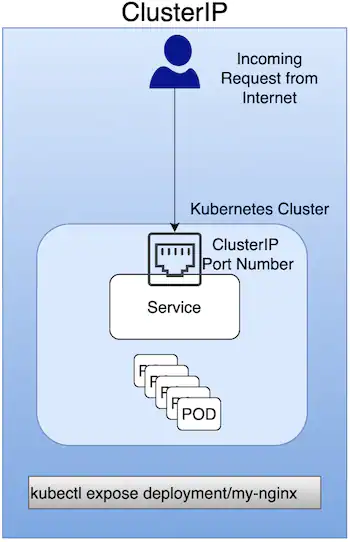 ClusterIP
Incoming
Request from
Internet
Kubernetes Cluster
ClusterIP
Port Number
Service
POD
kubectl expose deployment/my-nginx